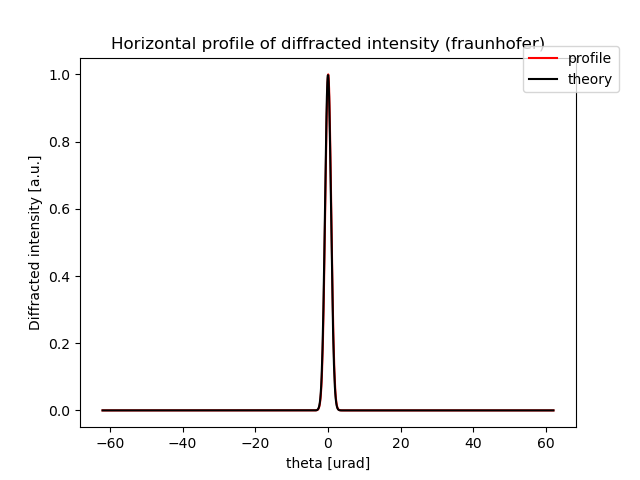 Horizontal profile of diffracted intensity (fraunhofer)
profile
theory
1.0
0.8
0.6
0.4
0.2
0.0
Diffracted intensity [a.u.]
−60
−40
−20
0
20
40
60
theta [urad]